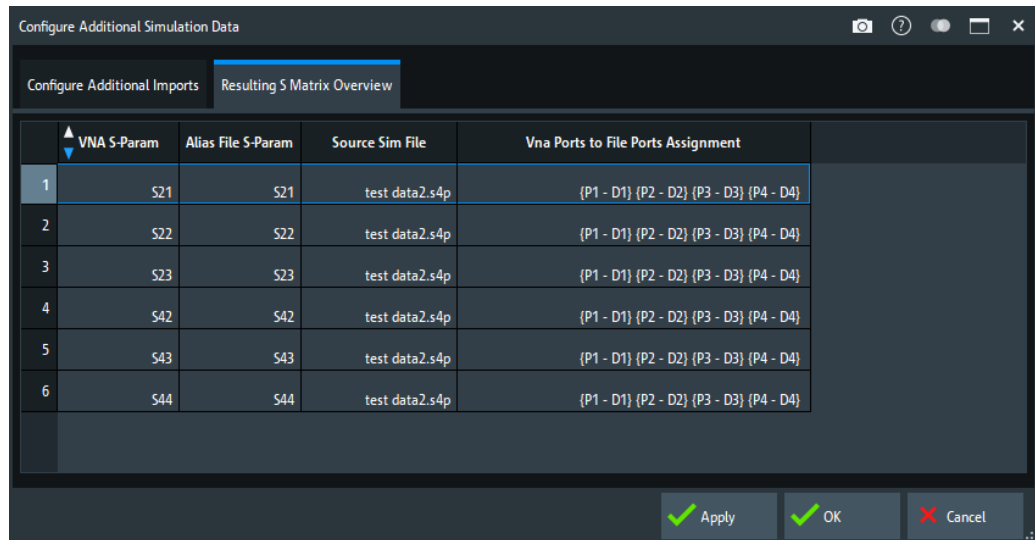 Configure Additional Simulation Data
Configure Additional Imports Resulting S Matrix Overview
VNA S-Param Alias File S-Param Source Sim File Vna Ports to File Ports Assignment
1 S21 S21 test data2.s4p {P1 - D1} {P2 - D2} {P3 - D3} {P4 - D4}
2 S22 S22 test data2.s4p {P1 - D1} {P2 - D2} {P3 - D3} {P4 - D4}
3 S23 S23 test data2.s4p {P1 - D1} {P2 - D2} {P3 - D3} {P4 - D4}
4 S42 S42 test data2.s4p {P1 - D1} {P2 - D2} {P3 - D3} {P4 - D4}
5 S43 S43 test data2.s4p {P1 - D1} {P2 - D2} {P3 - D3} {P4 - D4}
6 S44 S44 test data2.s4p {P1 - D1} {P2 - D2} {P3 - D3} {P4 - D4}
Apply OK Cancel